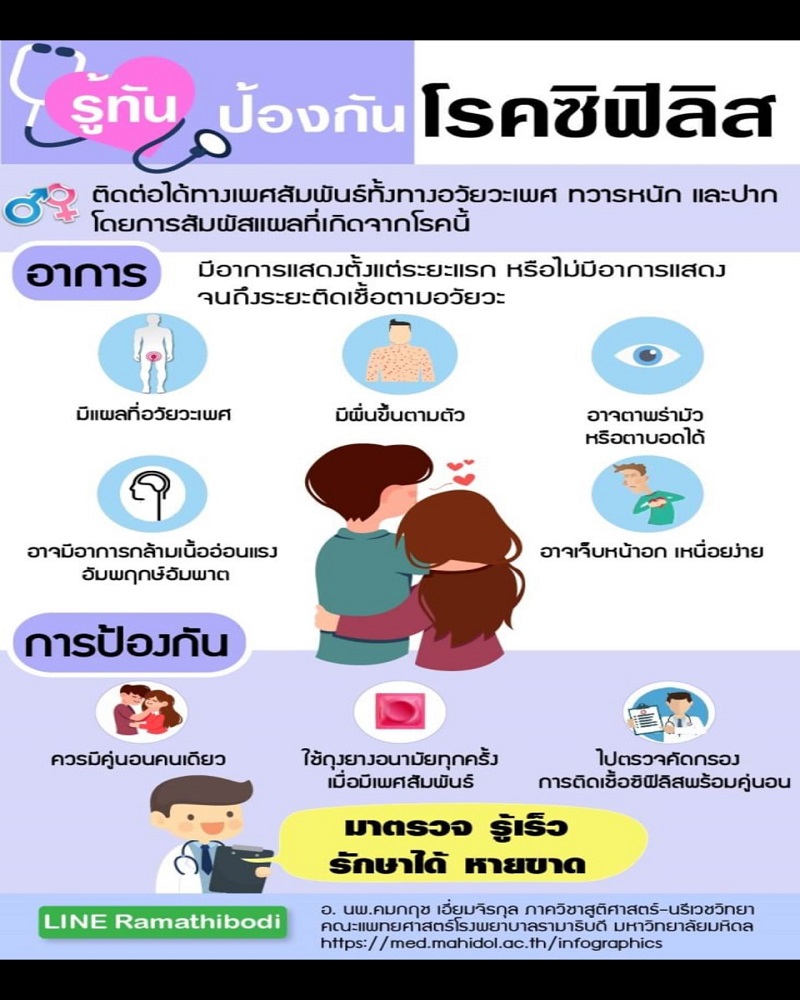 รู้ทัน ป้องกัน โรคซิฟิลิส
ติดต่อได้ทางเพศสัมพันธ์ทั้งทางอวัยวะเพศ ทวารหนัก และปาก
โดยการสัมผัสแผลที่เกิดจากโรคนี้
อาการ
มีอาการแสดงตั้งแต่ระยะแรก หรือไม่มีอาการแสดง
จนถึงระยะติดเชื้อตามอวัยวะ
มีแผลที่อวัยวะเพศ
มีผื่นขึ้นตามตัว
อาจตาพร่ามัว
หรือตาบอดได้
อาจมีอาการกล้ามเนื้ออ่อนแรง
อัมพฤกษ์อัมพาต
อาจเจ็บหน้าอก เหนื่อยง่าย
การป้องกัน
ควรมีคู่นอนคนเดียว
ใช้ถุงยางอนามัยทุกครั้ง
เมื่อมีเพศสัมพันธ์
ไปตรวจคัดกรอง
การติดเชื้อซิฟิลิสพร้อมคู่นอน
มาตรวจ รู้เร็ว
รักษาได้ หายขาด
LINE Ramathibodi
อ. นพ.คมกฤช เอี่ยมจิรกุล ภาควิชาสูติศาสตร์-นรีเวชวิทยา
คณะแพทยศาสตร์โรงพยาบาลรามาธิบดี มหาวิทยาลัยมหิดล
https://med.mahidol.ac.th/infographics